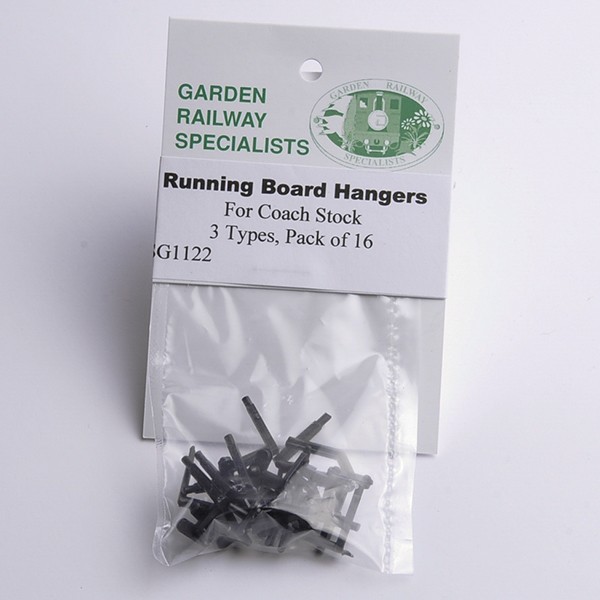 GARDEN
RAILWAY
SPECIALISTS
GARDEN RAILWAY
SPECIALISTS
Running Board Hangers
For Coach Stock
3 Types, Pack of 16
G1122